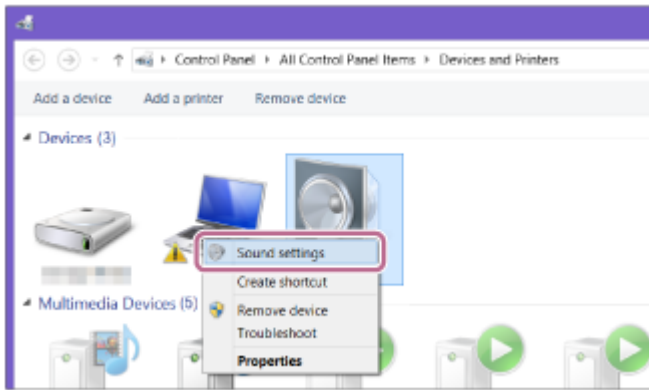 Control Panel All Control Panel Items Devices and Printers
Add a device Add a printer Remove device
Devices (3)
Sound settings
Create shortcut
Multimedia Devices (5)
Remove device
Troubleshoot
Properties